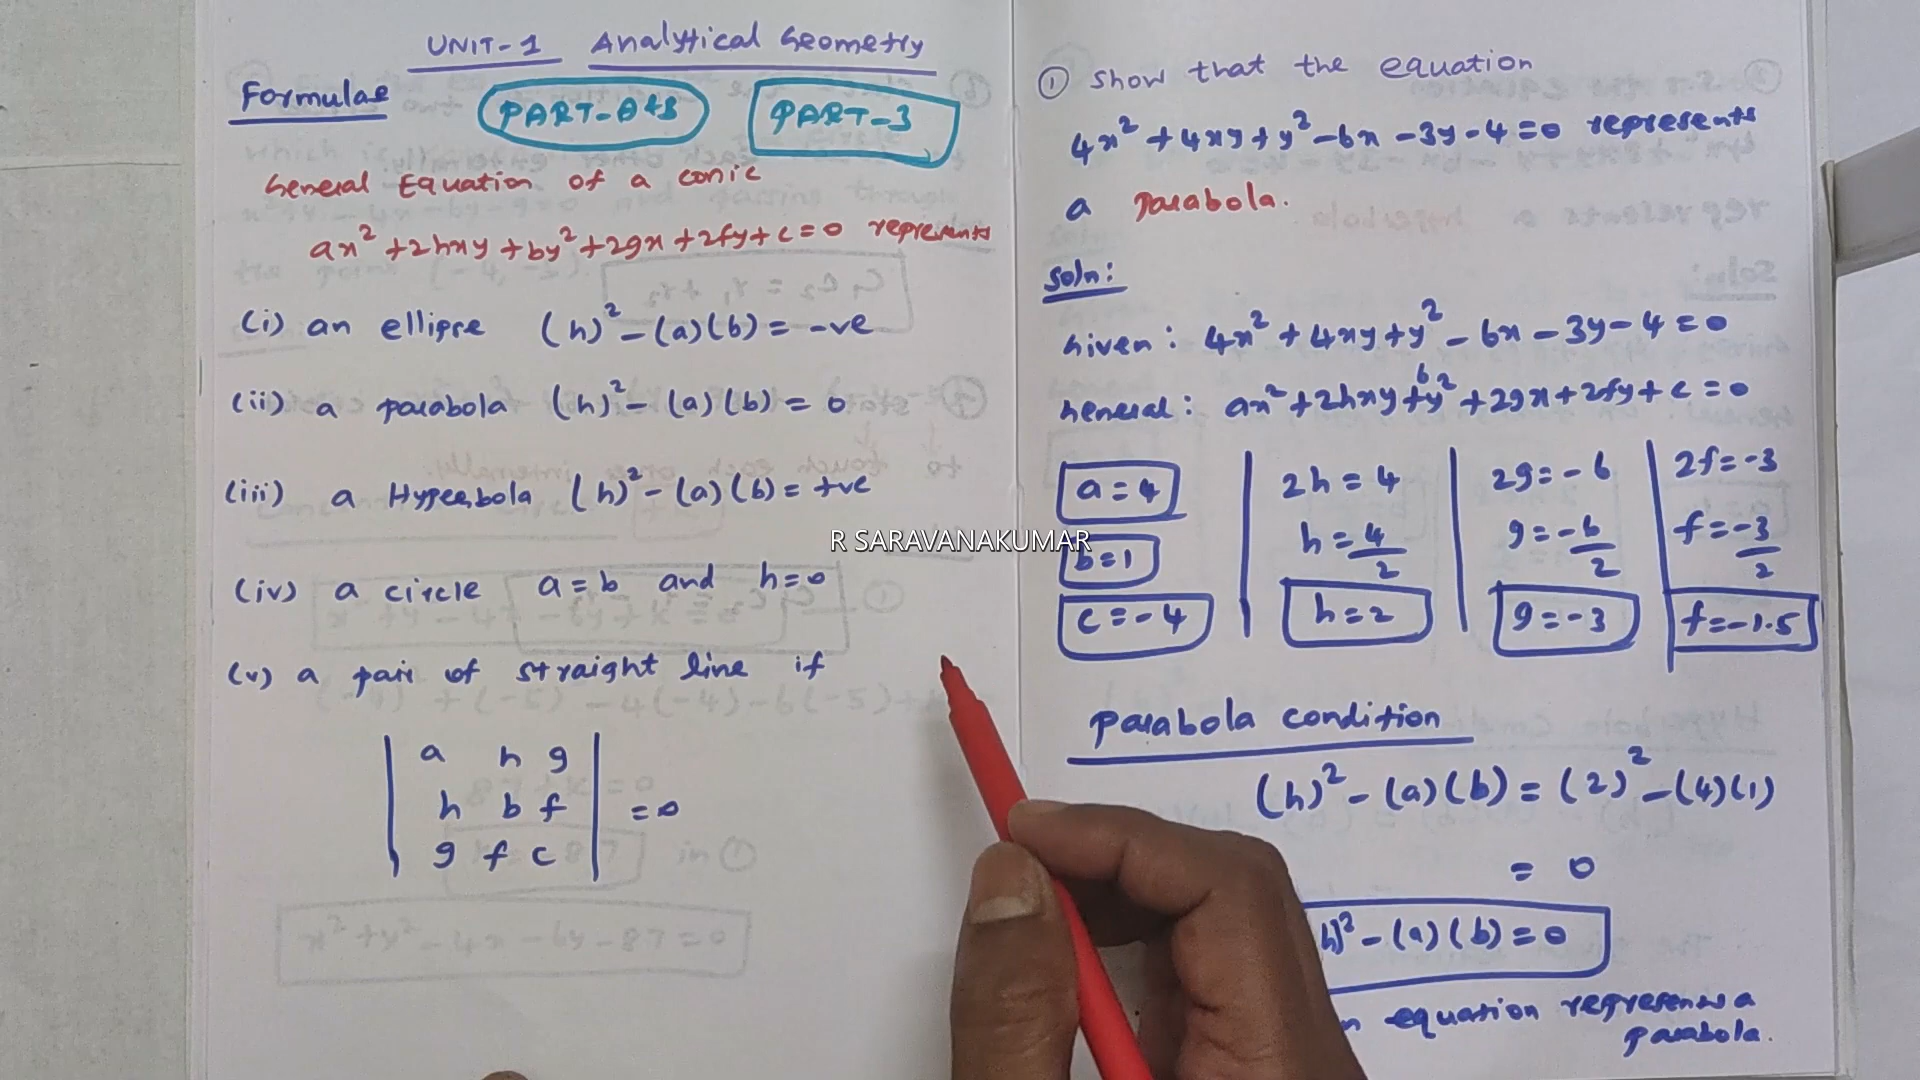 UNIT-1 Analytical Geometry
Formulae
PART-A&B
PART-3
General Equation of a conic
ax² + 2hxy + by² + 2gx + 2fy + c = 0 represents
(i) an ellipse (h)² - (a)(b) = -ve
(ii) a parabola (h)² - (a)(b) = 0
(iii) a Hyperbola (h)² - (a)(b) = +ve
(iv) a circle a = b and h = 0
(v) a pair of straight line if
| a h g |
| h b f | = 0
| g f c |
R SARAVANAKUMAR
① Show that the equation
4x² + 4xy + y² - 6x - 3y - 4 = 0 represents
a parabola.
Soln:
Given: 4x² + 4xy + y² - 6x - 3y - 4 = 0
General: ax² + 2hxy + by² + 2gx + 2fy + c = 0
a = 4
b = 1
c = -4
2h = 4
h = 4/2
h = 2
2g = -6
g = -6/2
g = -3
2f = -3
f = -3/2
f = -1.5
parabola condition
(h)² - (a)(b) = (2)² - (4)(1)
= 0
h)² - (a)(b) = 0
equation represents a
parabola.